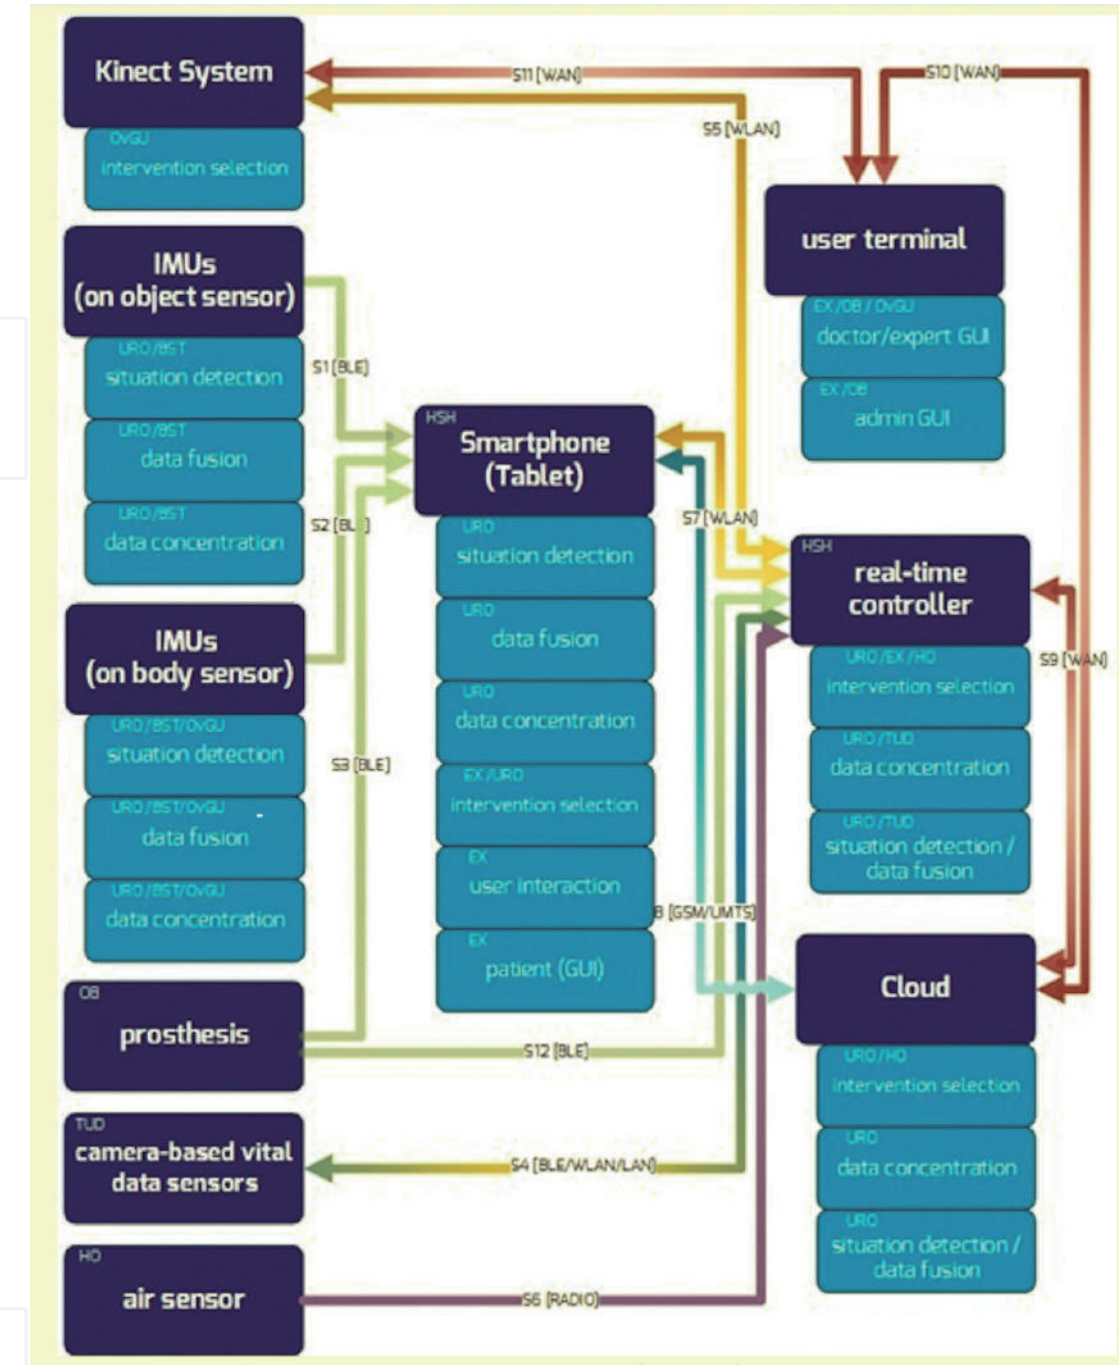 Kinect System
OvGU
intervention selection
IMUs
(on object sensor)
URO/BST
situation detection
URO/BST
data fusion
URO/BST
data concentration
IMUs
(on body sensor)
URO/BST/OvGU
situation detection
URO/BST/OvGU
data fusion
URO/BST/OvGU
data concentration
OB
prosthesis
TUD
camera-based vital
data sensors
HO
air sensor
S1 [BLE]
S2 [BL ]
S3 [BLE]
HSH
Smartphone
(Tablet)
URO
situation detection
URO
data fusion
URO
data concentration
EX/URO
intervention selection
EX
user interaction
EX
patient (GUI)
S11 [WAN]
S10 [WAN]
S5 [WLAN]
S7 [WLAN]
8 [GSM/UMTS]
S12 [BLE]
S4 [BLE/WLAN/LAN]
S6 [RADIO]
S9 [WAN]
user terminal
EX/OB / OvGU
doctor/expert GUI
EX/OB
admin GUI
HSH
real-time
controller
URO/EX/HO
intervention selection
URO/TUD
data concentration
URO/TUD
situation detection /
data fusion
Cloud
URO/HO
intervention selection
URO
data concentration
URO
situation detection /
data fusion